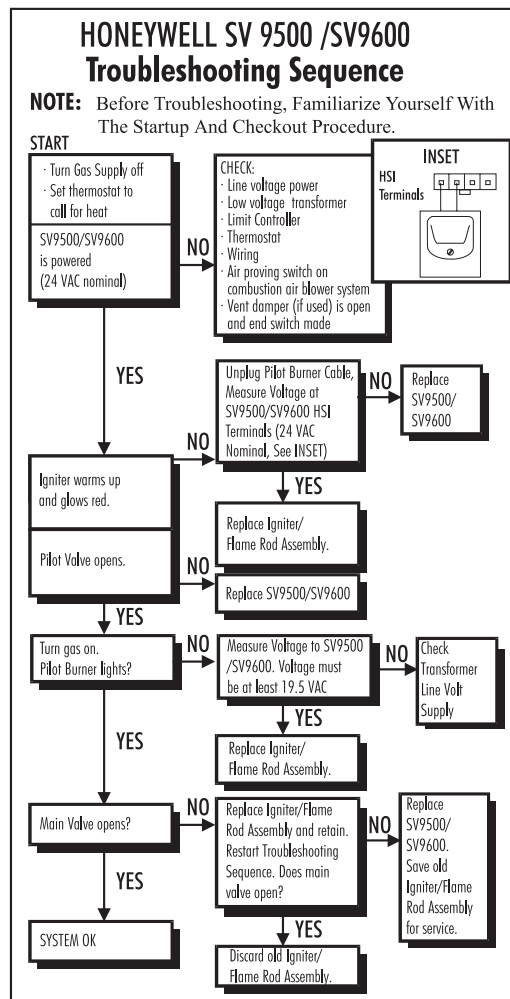 HONEYWELL SV 9500 /SV9600
Troubleshooting Sequence
NOTE: Before Troubleshooting, Familiarize Yourself With
The Startup And Checkout Procedure.
START
· Turn Gas Supply off
· Set thermostat to
call for heat
SV9500/SV9600
is powered
(24 VAC nominal)
NO
CHECK:
· Line voltage power
· Low voltage transformer
· Limit Controller
· Thermostat
· Wiring
· Air proving switch on
combustion air blower system
· Vent damper (if used) is open
and end switch made
INSET
HSI
Terminals
YES
Igniter warms up
and glows red.
NO
Unplug Pilot Burner Cable,
Measure Voltage at
SV9500/SV9600 HSI
Terminals (24 VAC
Nominal, See INSET)
NO
Replace
SV9500/
SV9600
YES
Replace Igniter/
Flame Rod Assembly.
Pilot Valve opens.
NO
Replace SV9500/SV9600
YES
Turn gas on.
Pilot Burner lights?
NO
Measure Voltage to SV9500
/SV9600. Voltage must
be at least 19.5 VAC
NO
Check
Transformer
Line Volt
Supply
YES
Replace Igniter/
Flame Rod Assembly.
YES
Main Valve opens?
NO
Replace Igniter/Flame
Rod Assembly and retain.
Restart Troubleshooting
Sequence. Does main
valve open?
NO
Replace
SV9500/
SV9600.
Save old
Igniter/Flame
Rod Assembly
for service.
YES
Discard old Igniter/
Flame Rod Assembly.
YES
SYSTEM OK